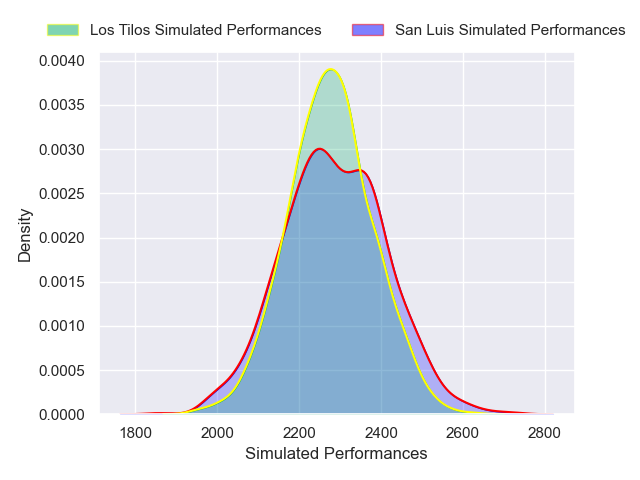 Los Tilos Simulated Performances
San Luis Simulated Performances
0.0040
0.0035
0.0030
0.0025
0.0020
0.0015
0.0010
0.0005
0.0000
Density
1800 2000 2200 2400 2600 2800
Simulated Performances